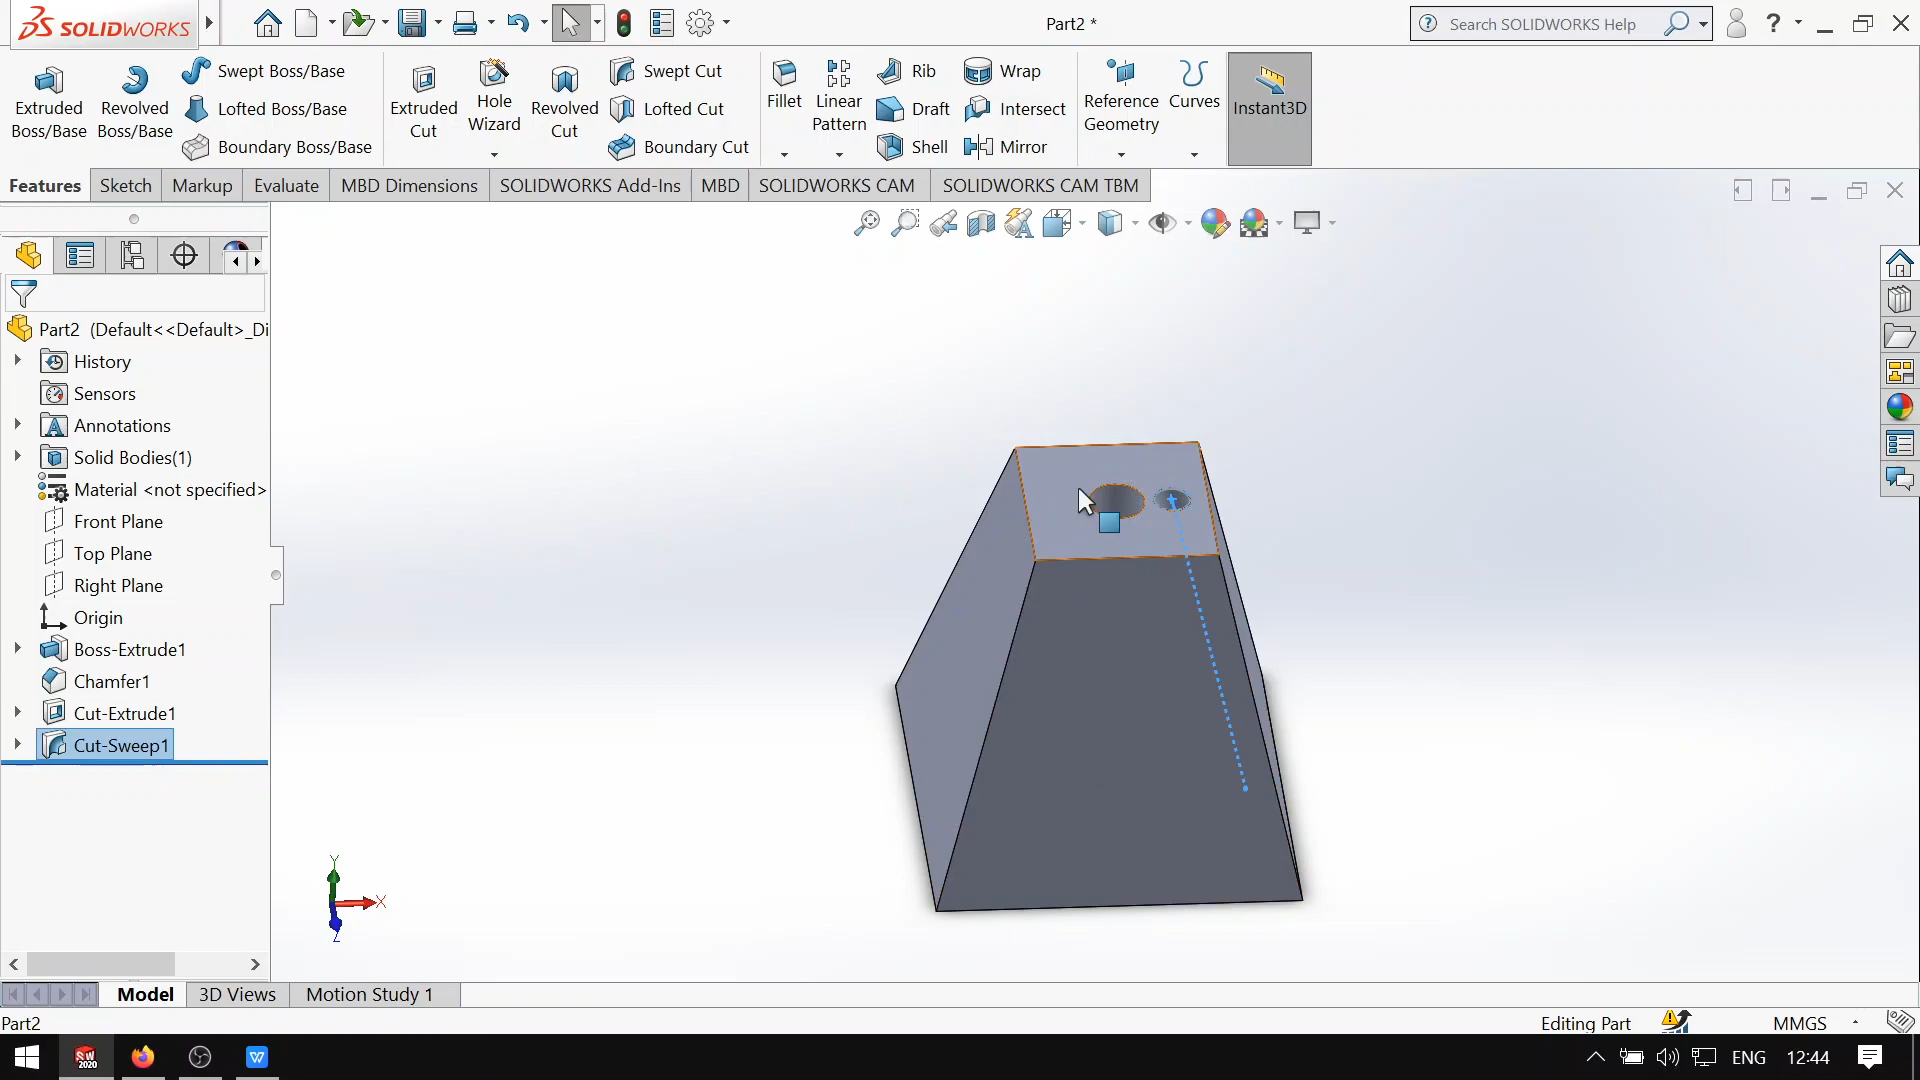 SOLIDWORKS
Part2 *
Search SOLIDWORKS Help
?
Extruded Boss/Base
Revolved Boss/Base
Swept Boss/Base
Lofted Boss/Base
Boundary Boss/Base
Extruded Cut
Hole Wizard
Revolved Cut
Swept Cut
Lofted Cut
Boundary Cut
Fillet
Linear Pattern
Rib
Draft
Shell
Wrap
Intersect
Mirror
Reference Geometry
Curves
Instant3D
Features
Sketch
Markup
Evaluate
MBD Dimensions
SOLIDWORKS Add-Ins
MBD
SOLIDWORKS CAM
SOLIDWORKS CAM TBM
Part2 (Default<<Default>_Di
History
Sensors
Annotations
Solid Bodies(1)
Material <not specified>
Front Plane
Top Plane
Right Plane
Origin
Boss-Extrude1
Chamfer1
Cut-Extrude1
Cut-Sweep1
Y
X
Z
Model
3D Views
Motion Study 1
Part2
Editing Part
MMGS
SW 2020
W
ENG
12:44